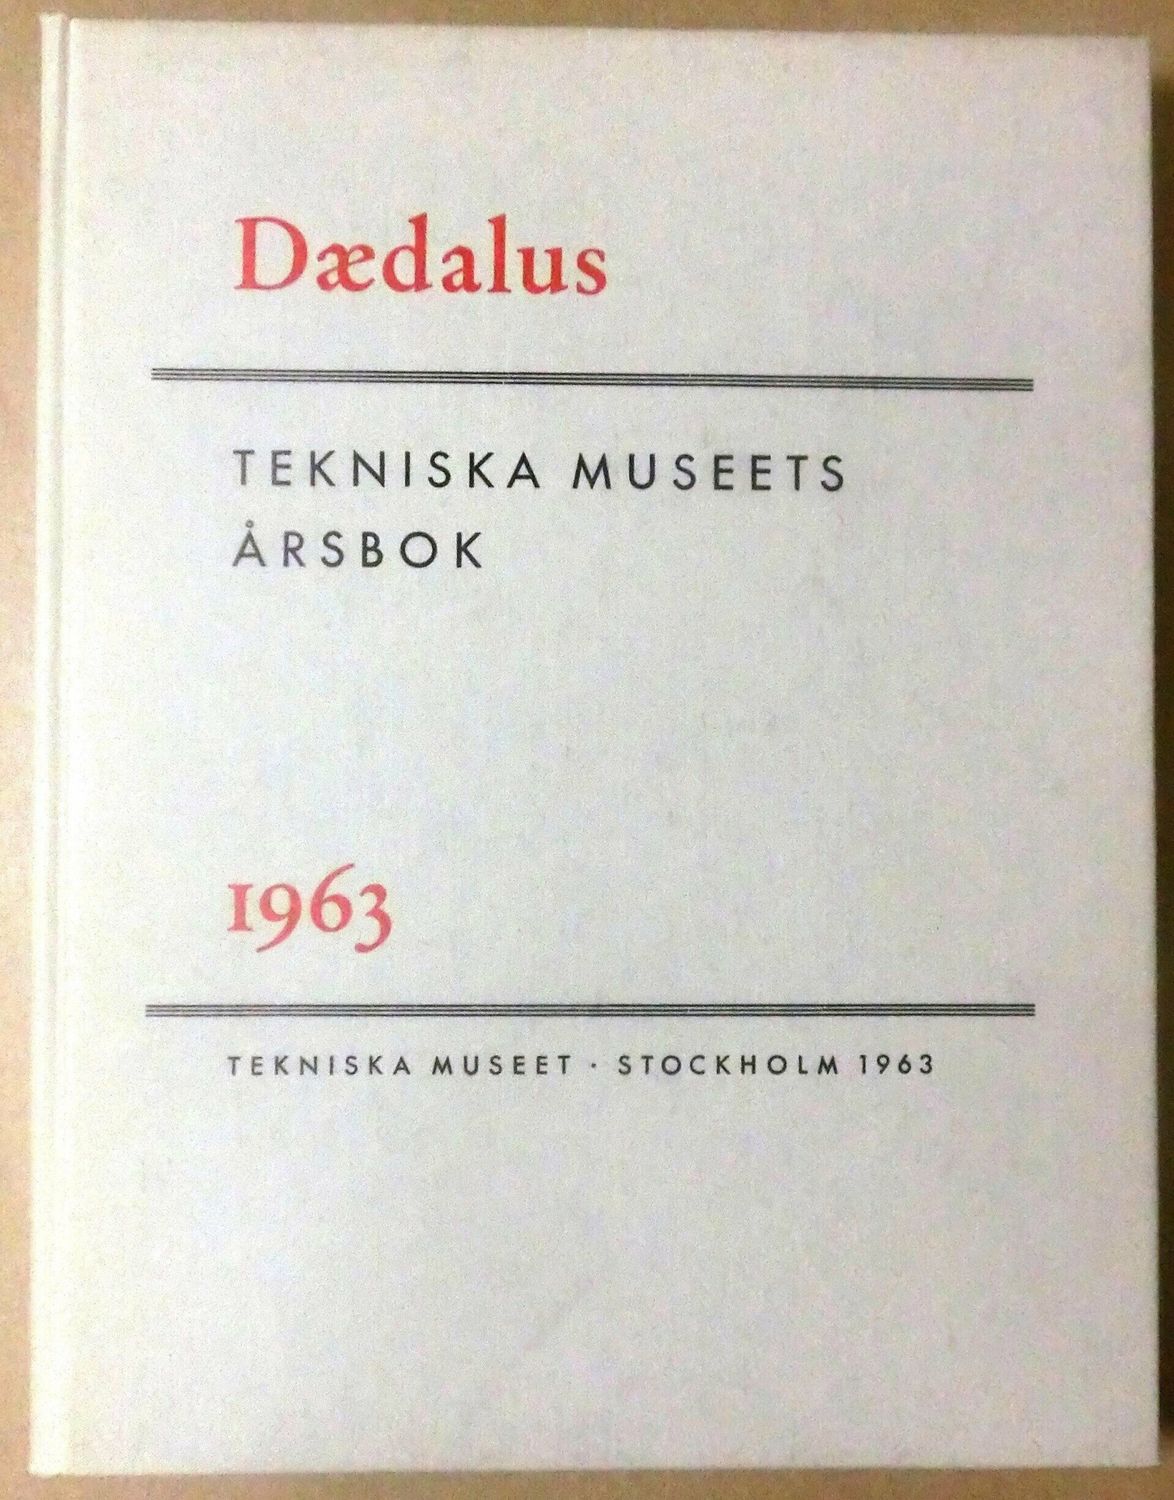 Dædalus
TEKNISKA MUSEETS
ÅRSBOK
1963
TEKNISKA MUSEET · STOCKHOLM 1963